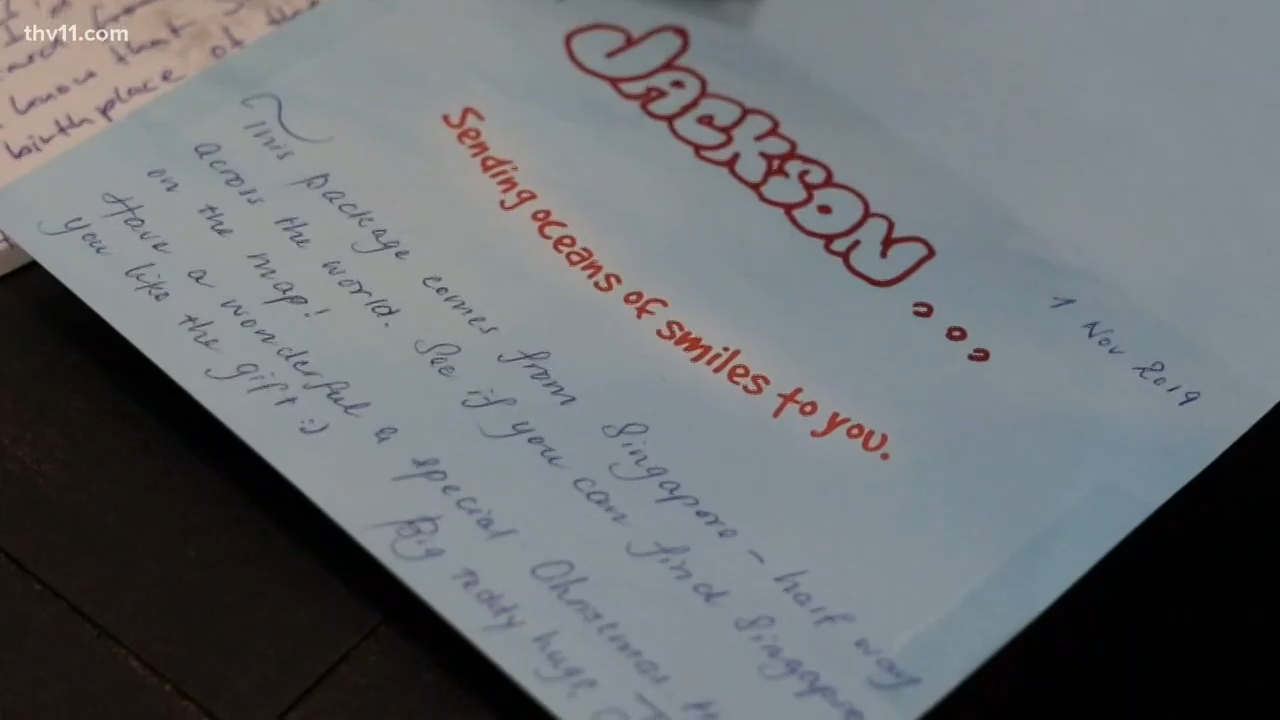 thv11.com
know that
birthplace of
JACKSON...
1 Nov 2019
Sending oceans of smiles to you.
This package comes from Singapore - half way
across the world. See if you can find Singapore
on the map!
Have a wonderful & special Christmas
you like the gift :)
Big teddy hugs